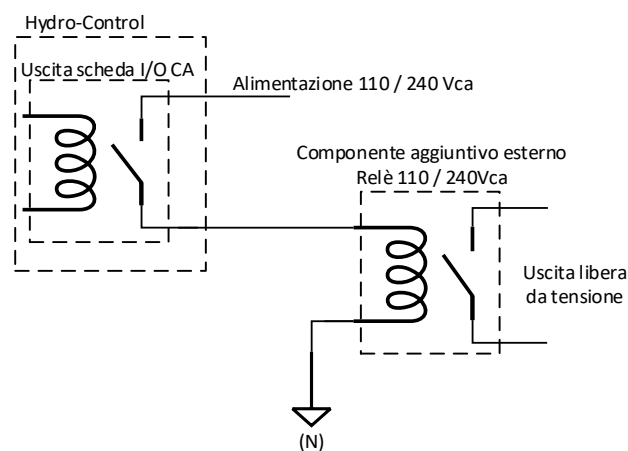 Hydro-Control
Uscita scheda I/O CA
Alimentazione 110 / 240 Vca
Componente aggiuntivo esterno
Relè 110 / 240Vca
Uscita libera
da tensione
(N)